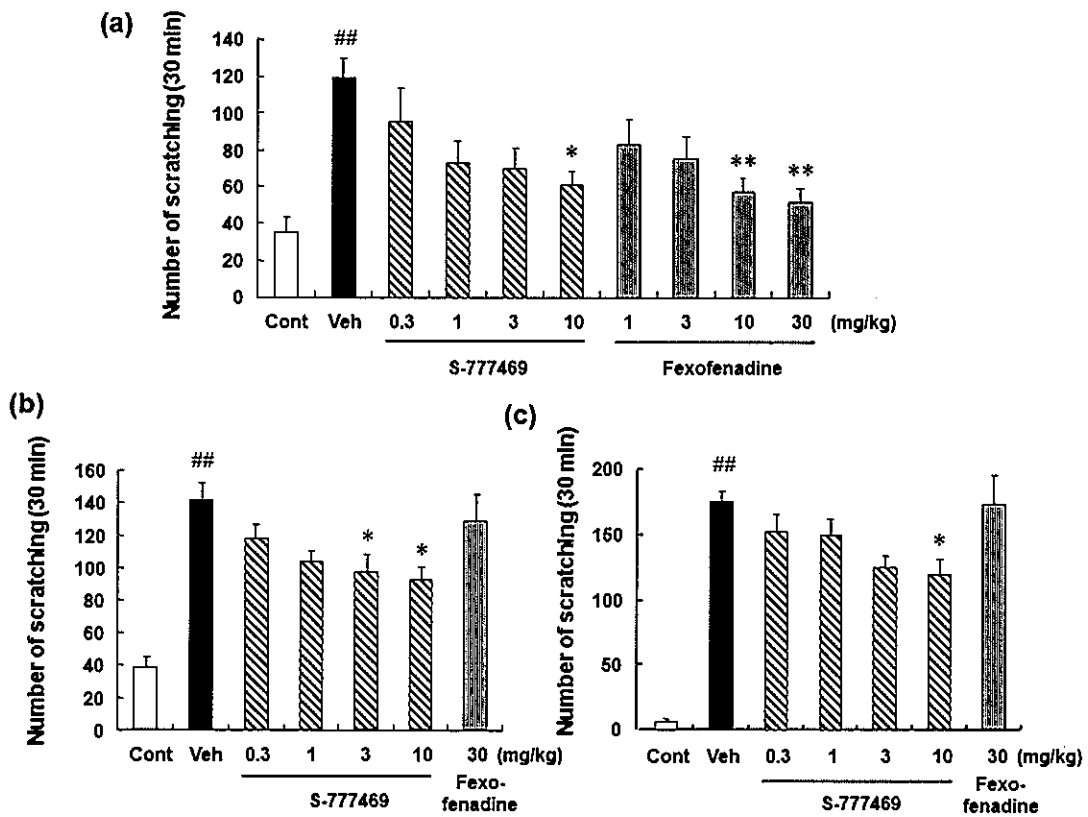 (a)
Number of scratching (30 min)
140
120
100
80
60
40
20
0
##
*
**
**
Cont Veh 0.3 1 3 10 1 3 10 30 (mg/kg)
S-777469 Fexofenadine
(b)
Number of scratching (30 min)
160
140
120
100
80
60
40
20
0
##
*
*
Cont Veh 0.3 1 3 10 30 (mg/kg)
S-777469
Fexo-
fenadine
(c)
Number of scratching (30 min)
200
150
100
50
0
##
*
Cont Veh 0.3 1 3 10 30 (mg/kg)
S-777469
Fexo-
fenadine